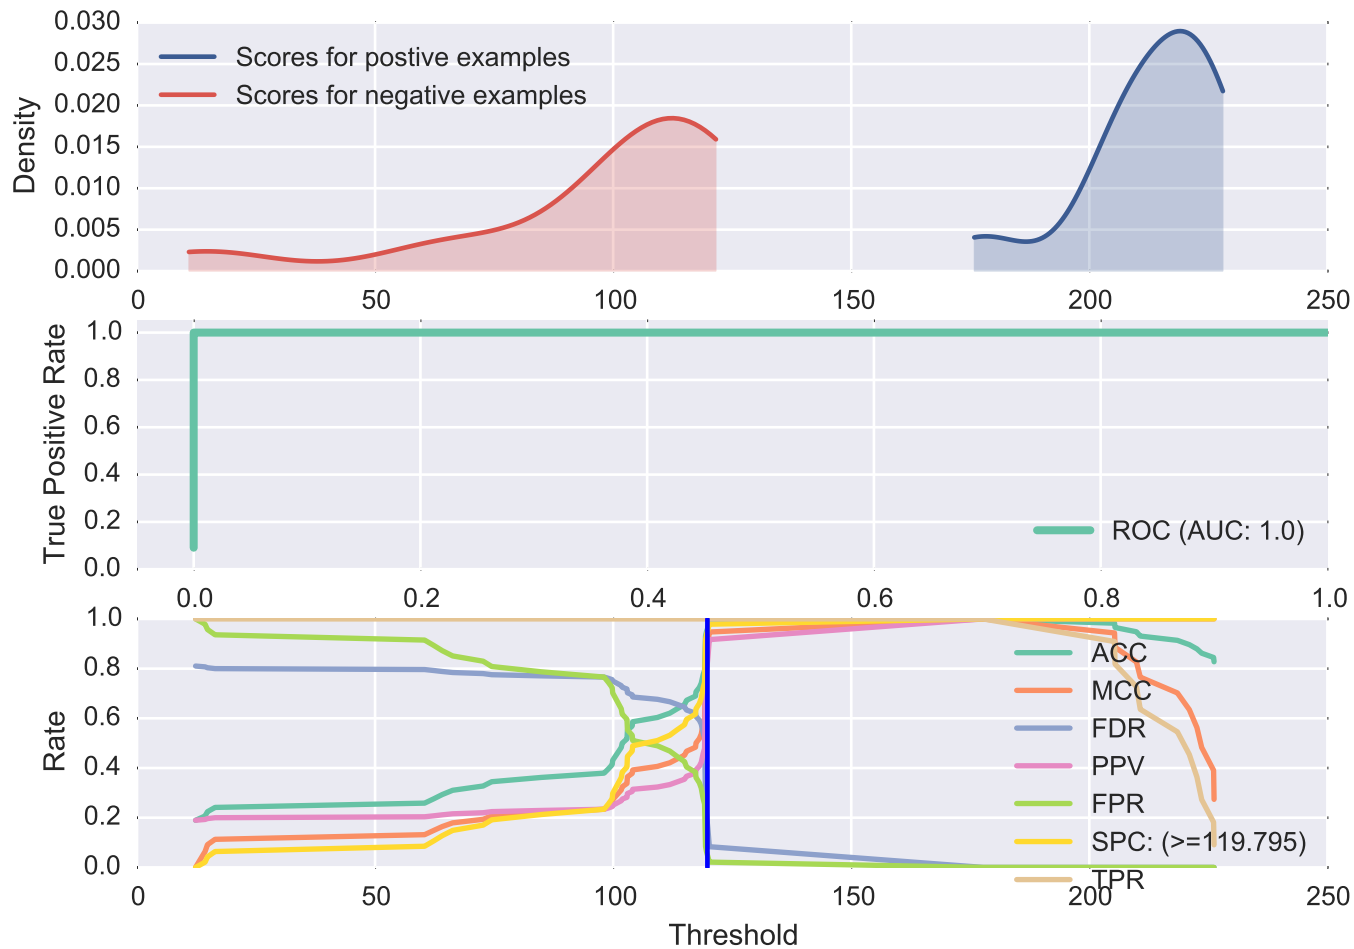 0.030
0.025
0.020
0.015
0.010
0.005
0.000
Density
Scores for postive examples
Scores for negative examples
0 50 100 150 200 250
1.0
0.8
0.6
0.4
0.2
0.0
True Positive Rate
ROC (AUC: 1.0)
0.0 0.2 0.4 0.6 0.8 1.0
1.0
0.8
0.6
0.4
0.2
0.0
Rate
ACC
MCC
FDR
PPV
FPR
SPC: (>=119.795)
TPR
0 50 100 150 200 250
Threshold